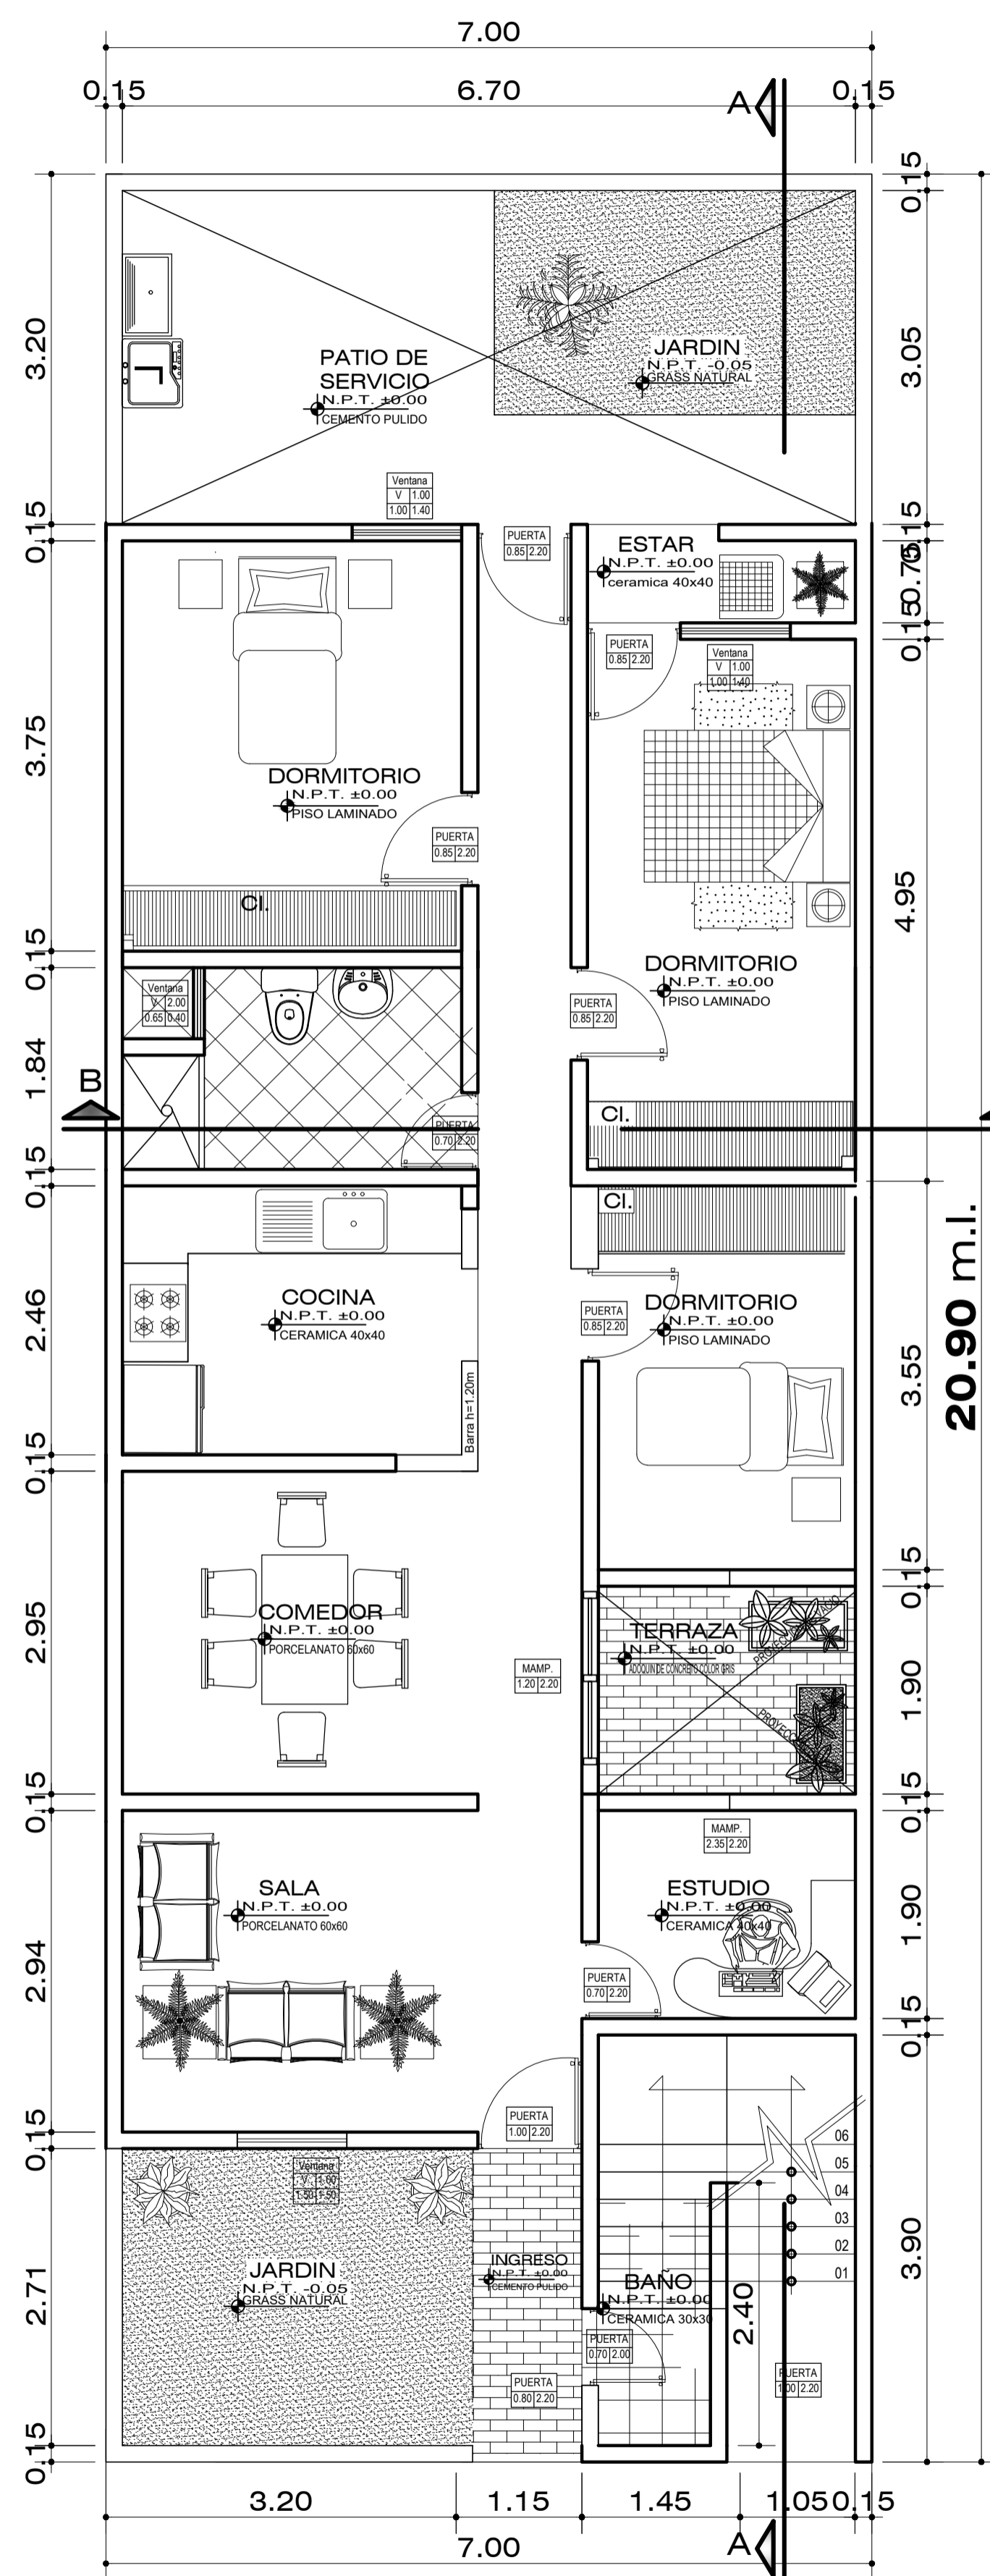 7.00
0.15
6.70
0.15
A
0.15
3.20
PATIO DE
SERVICIO
N.P.T. ±0.00
CEMENTO PULIDO
JARDIN
N.P.T. -0.05
GRASS NATURAL
3.05
Ventana
V 1.00
1.00 1.40
0.15
PUERTA
0.85 2.20
ESTAR
N.P.T. ±0.00
ceramica 40x40
0.15
0.75
0.15
PUERTA
0.85 2.20
Ventana
V 1.00
1.00 1.40
3.75
DORMITORIO
N.P.T. ±0.00
PISO LAMINADO
PUERTA
0.85 2.20
Cl.
4.95
0.15
DORMITORIO
N.P.T. ±0.00
PISO LAMINADO
Ventana
V 2.00
0.65 0.40
PUERTA
0.85 2.20
1.84
B
PUERTA
0.70 2.20
Cl.
0.15
Cl.
20.90 m.l.
2.46
COCINA
N.P.T. ±0.00
CERAMICA 40x40
PUERTA
0.85 2.20
DORMITORIO
N.P.T. ±0.00
PISO LAMINADO
3.55
Barra h=1.20m
0.15
0.15
2.95
COMEDOR
N.P.T. ±0.00
PORCELANATO 60x60
MAMP.
1.20 2.20
TERRAZA
N.P.T. ±0.00
ADOQUIN DE CONCRETO COLOR GRIS
1.90
0.15
0.15
MAMP.
2.35 2.20
SALA
N.P.T. ±0.00
PORCELANATO 60x60
ESTUDIO
N.P.T. ±0.00
CERAMICA 40x40
1.90
2.94
PUERTA
0.70 2.20
0.15
PUERTA
1.00 2.20
0.15
06
05
04
03
02
01
Ventana
V 1.00
1.50 1.50
JARDIN
N.P.T. -0.05
GRASS NATURAL
INGRESO
N.P.T. ±0.00
CEMENTO PULIDO
BAÑO
N.P.T. ±0.00
CERAMICA 30x30
3.90
2.71
2.40
PUERTA
0.70 2.00
PUERTA
0.80 2.20
PUERTA
1.00 2.20
0.15
3.20
1.15
1.45
1.05
0.15
7.00
A